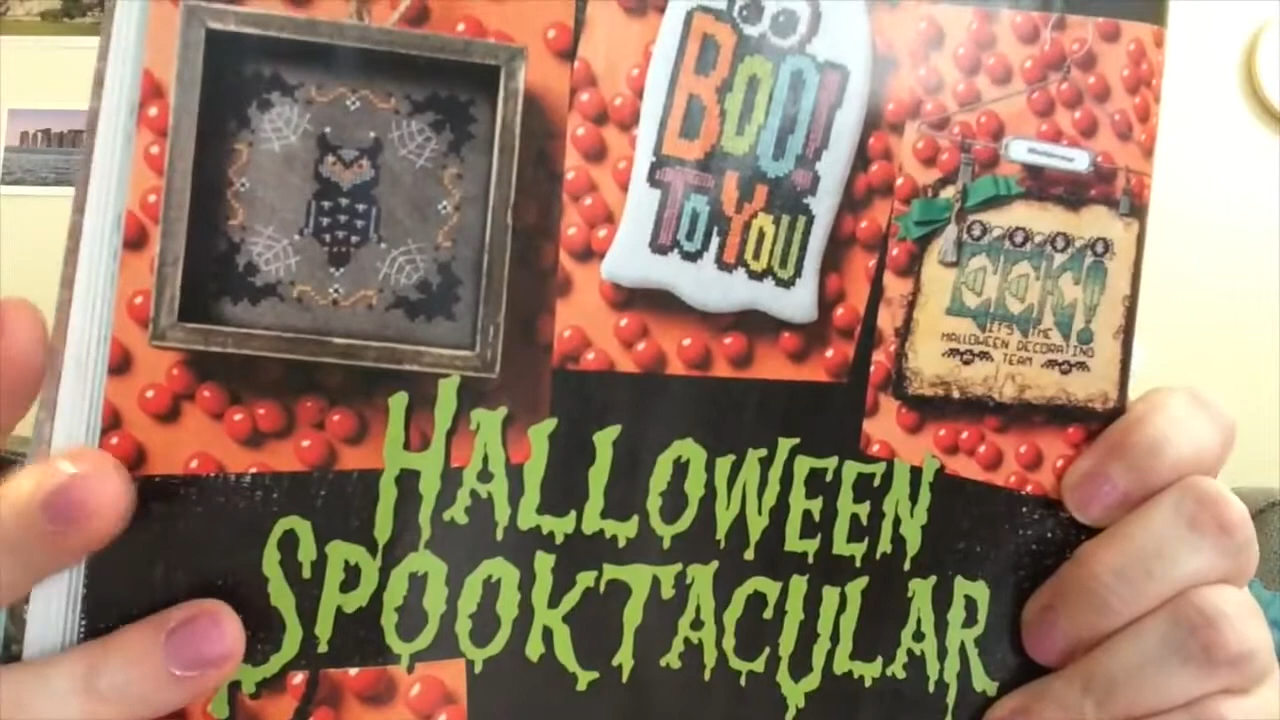 BOO!
TO YOU
EEK!
IT'S THE
HALLOWEEN DECORATING
TEAM
HALLOWEEN
SPOOKTACULAR